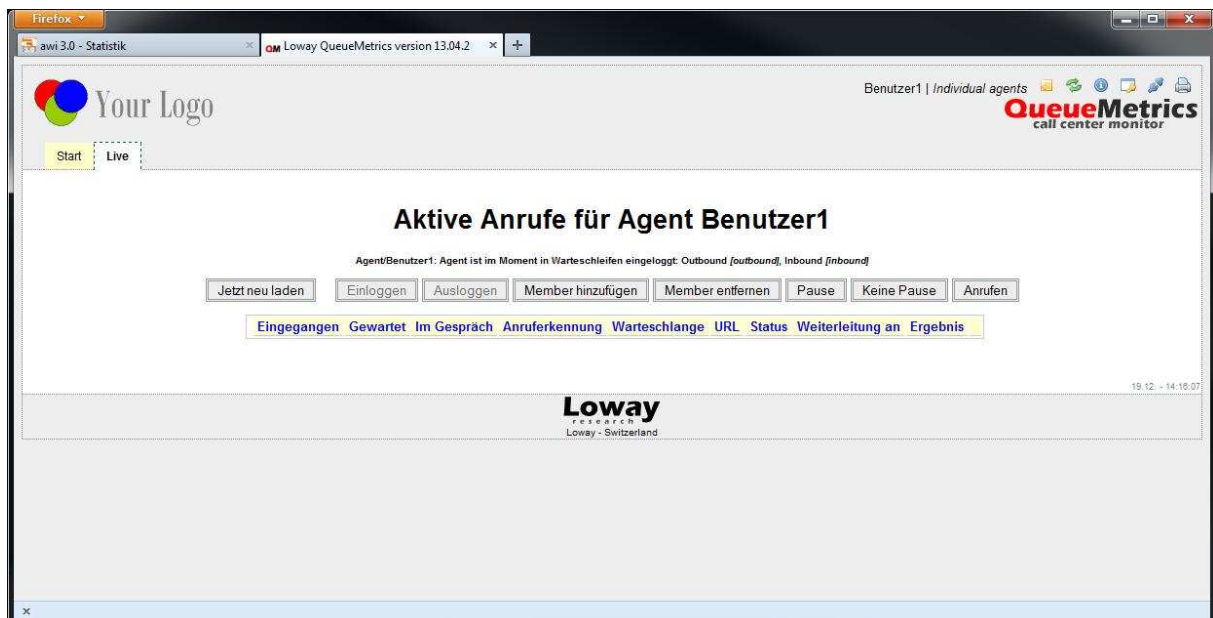 Firefox
awi 3.0 - Statistik
QM Loway QueueMetrics version 13.04.2
Your Logo
Benutzer1 | Individual agents
QueueMetrics
call center monitor
Start Live
Aktive Anrufe für Agent Benutzer1
Agent/Benutzer1: Agent ist im Moment in Warteschleifen eingeloggt: Outbound [outbound], Inbound [inbound]
Jetzt neu laden Einloggen Ausloggen Member hinzufügen Member entfernen Pause Keine Pause Anrufen
Eingegangen Gewartet Im Gespräch Anruferkennung Warteschlange URL Status Weiterleitung an Ergebnis
19.12. - 14:16:07
Loway
research
Loway - Switzerland